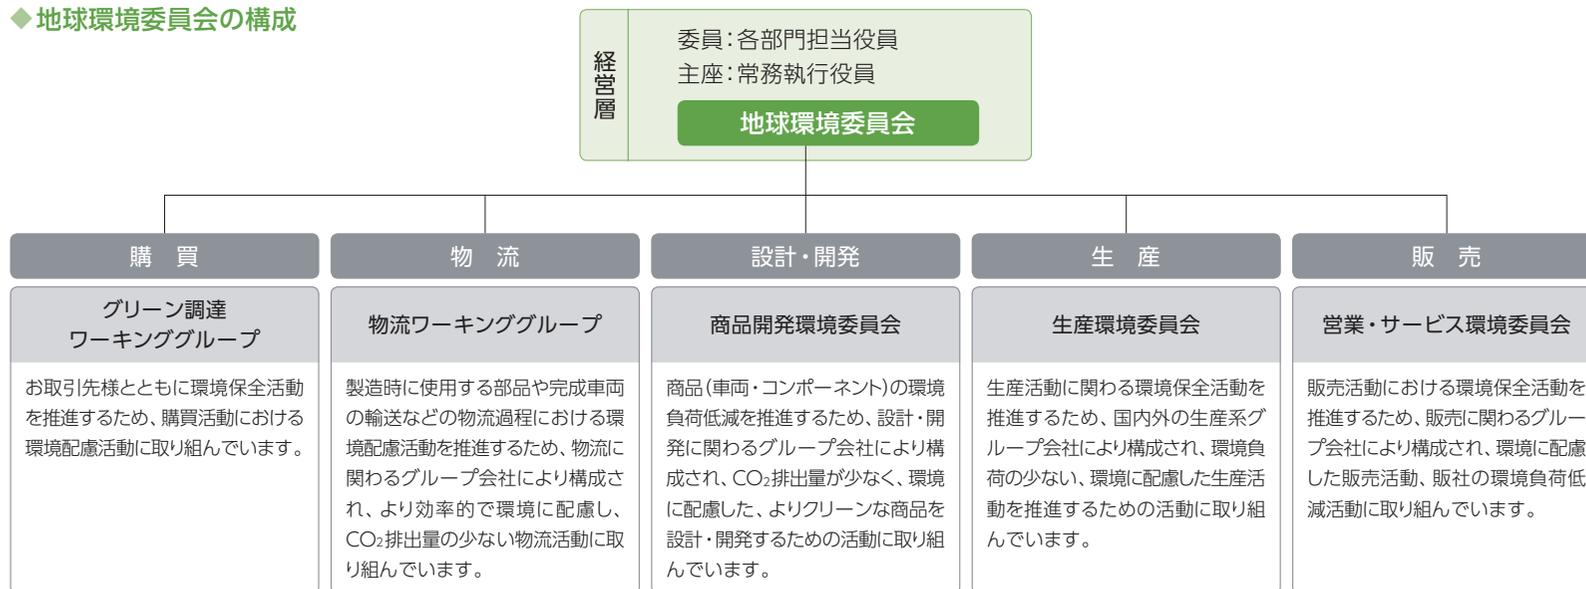 ◆地球環境委員会の構成
経営層
委員：各部門担当役員
主座：常務執行役員
地球環境委員会
購　買
グリーン調達
ワーキンググループ
お取引先様とともに環境保全活動
を推進するため、購買活動における
環境配慮活動に取り組んでいます。
物　流
物流ワーキンググループ
製造時に使用する部品や完成車両
の輸送などの物流過程における環
境配慮活動を推進するため、物流に
関わるグループ会社により構成さ
れ、より効率的で環境に配慮し、
CO₂排出量の少ない物流活動に取
り組んでいます。
設計・開発
商品開発環境委員会
商品（車両・コンポーネント）の環境
負荷低減を推進するため、設計・開
発に関わるグループ会社により構
成され、CO₂排出量が少なく、環境
に配慮した、よりクリーンな商品を
設計・開発するための活動に取り組
んでいます。
生　産
生産環境委員会
生産活動に関わる環境保全活動を
推進するため、国内外の生産系グ
ループ会社により構成され、環境負
荷の少ない、環境に配慮した生産活
動を推進するための活動に取り組
んでいます。
販　売
営業・サービス環境委員会
販売活動における環境保全活動を
推進するため、販売に関わるグルー
プ会社により構成され、環境に配慮
した販売活動、販社の環境負荷低
減活動に取り組んでいます。